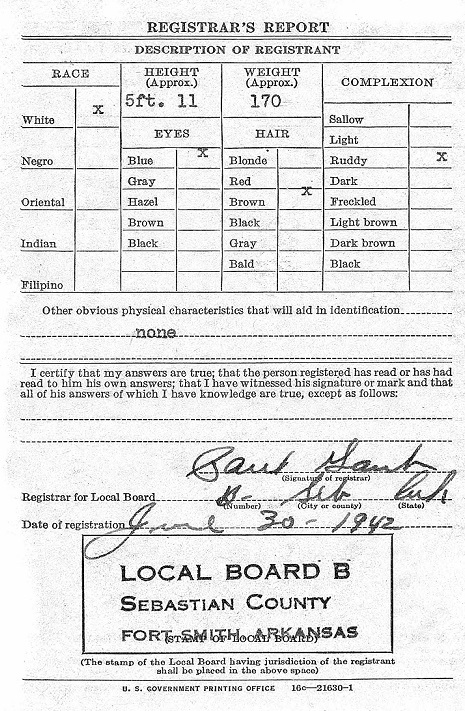 REGISTRAR'S REPORT
DESCRIPTION OF REGISTRANT
RACE
HEIGHT (Approx.)
WEIGHT (Approx.)
COMPLEXION
5ft. 11
170
White X
Negro
Oriental
Indian
Filipino
EYES
Blue X
Gray
Hazel
Brown
Black
HAIR
Blonde
Red
Brown X
Black
Gray
Bald
Sallow
Light
Ruddy X
Dark
Freckled
Light brown
Dark brown
Black
Other obvious physical characteristics that will aid in identification
none
I certify that my answers are true; that the person registered has read or has had
read to him his own answers; that I have witnessed his signature or mark and that
all of his answers of which I have knowledge are true, except as follows:
(Signature of registrar)
Registrar for Local Board B- Seb Ark
(Number) (City or county) (State)
Date of registration June 30 - 1942
LOCAL BOARD B
SEBASTIAN COUNTY
FORT SMITH, ARKANSAS
(STAMP OF LOCAL BOARD)
(The stamp of the Local Board having jurisdiction of the registrant
shall be placed in the above space)
U. S. GOVERNMENT PRINTING OFFICE 16c—21630-1